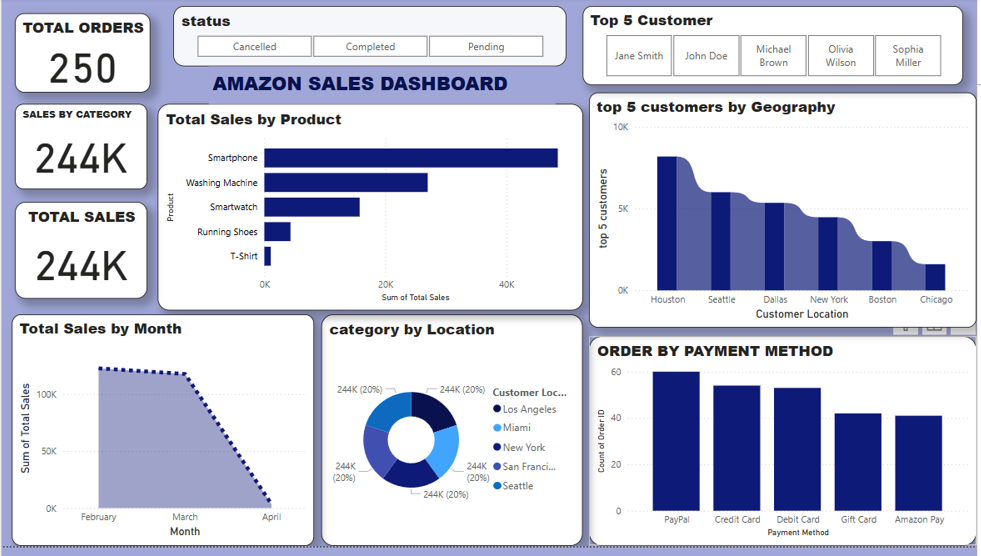 TOTAL ORDERS
250
status
Cancelled
Completed
Pending
Top 5 Customer
Jane Smith
John Doe
Michael
Brown
Olivia
Wilson
Sophia
Miller
AMAZON SALES DASHBOARD
SALES BY CATEGORY
244K
TOTAL SALES
244K
Total Sales by Product
Product
Smartphone
Washing Machine
Smartwatch
Running Shoes
T-Shirt
0K
20K
40K
Sum of Total Sales
top 5 customers by Geography
top 5 customers
10K
5K
0K
Houston
Seattle
Dallas
New York
Boston
Chicago
Customer Location
Total Sales by Month
Sum of Total Sales
100K
50K
0K
February
March
April
Month
category by Location
244K (20%)
244K (20%)
244K
(20%)
244K
(20%)
244K (20%)
Customer Loc...
Los Angeles
Miami
New York
San Franci...
Seattle
ORDER BY PAYMENT METHOD
Count of Order ID
60
40
20
0
PayPal
Credit Card
Debit Card
Gift Card
Amazon Pay
Payment Method